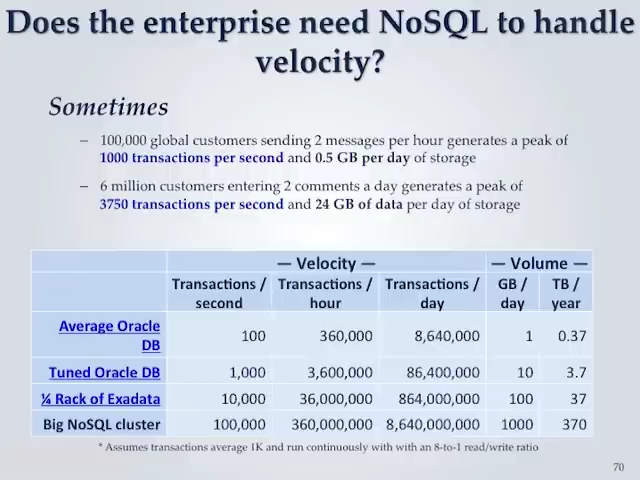 Does the enterprise need NoSQL to handle
velocity?
Sometimes
– 100,000 global customers sending 2 messages per hour generates a peak of
1000 transactions per second and 0.5 GB per day of storage
– 6 million customers entering 2 comments a day generates a peak of
3750 transactions per second and 24 GB of data per day of storage
— Velocity — — Volume —
Transactions / Transactions / Transactions / GB / TB /
second hour day day year
Average Oracle
DB 100 360,000 8,640,000 1 0.37
Tuned Oracle DB 1,000 3,600,000 86,400,000 10 3.7
¼ Rack of Exadata 10,000 36,000,000 864,000,000 100 37
Big NoSQL cluster 100,000 360,000,000 8,640,000,000 1000 370
* Assumes transactions average 1K and run continuously with with an 8-to-1 read/write ratio
70